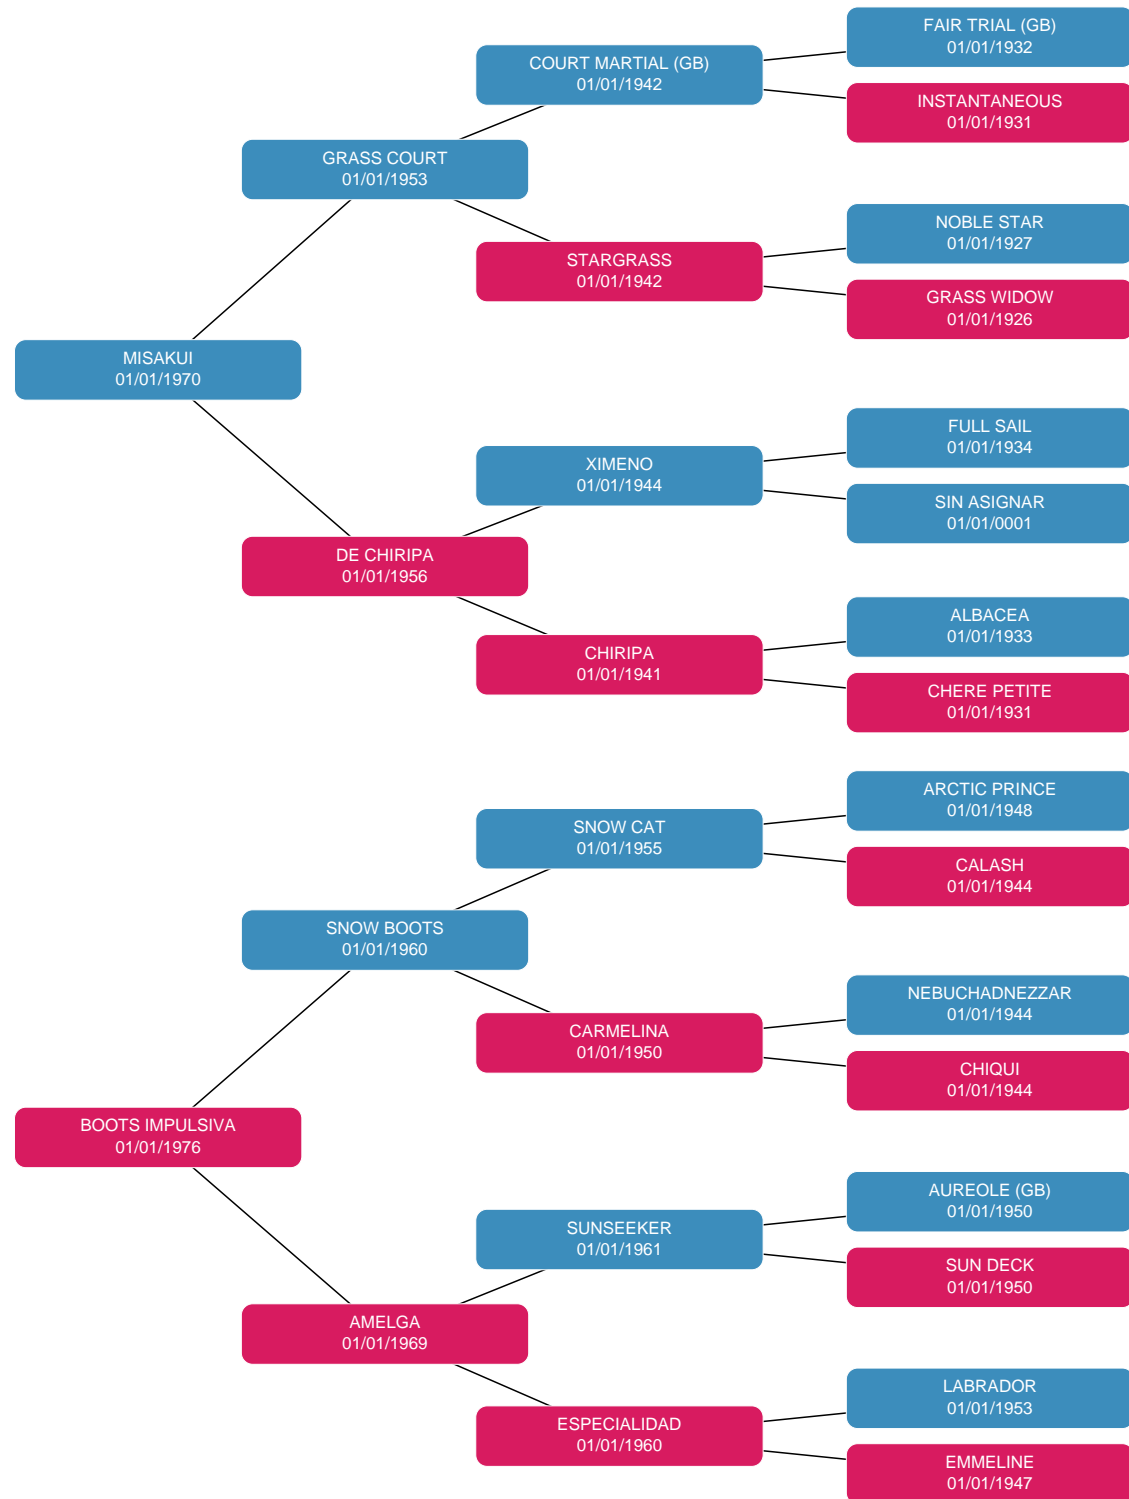 FAIR TRIAL (GB)
01/01/1932
COURT MARTIAL (GB)
01/01/1942
INSTANTANEOUS
01/01/1931
GRASS COURT
01/01/1953
NOBLE STAR
01/01/1927
STARGRASS
01/01/1942
GRASS WIDOW
01/01/1926
MISAKUI
01/01/1970
FULL SAIL
01/01/1934
XIMENO
01/01/1944
SIN ASIGNAR
01/01/0001
DE CHIRIPA
01/01/1956
ALBACEA
01/01/1933
CHIRIPA
01/01/1941
CHERE PETITE
01/01/1931
ARCTIC PRINCE
01/01/1948
SNOW CAT
01/01/1955
CALASH
01/01/1944
SNOW BOOTS
01/01/1960
NEBUCHADNEZZAR
01/01/1944
CARMELINA
01/01/1950
CHIQUI
01/01/1944
BOOTS IMPULSIVA
01/01/1976
AUREOLE (GB)
01/01/1950
SUNSEEKER
01/01/1961
SUN DECK
01/01/1950
AMELGA
01/01/1969
LABRADOR
01/01/1953
ESPECIALIDAD
01/01/1960
EMMELINE
01/01/1947